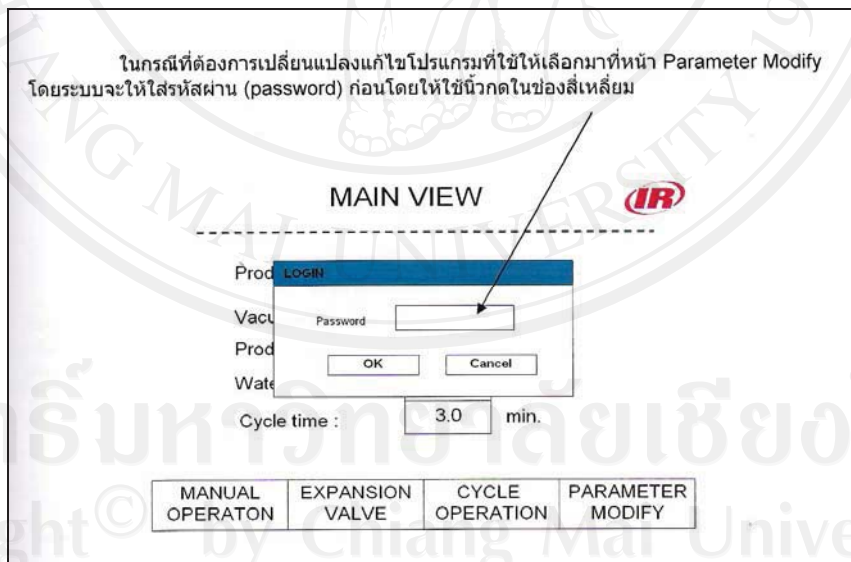 ในกรณีที่ต้องการเปลี่ยนแปลงแก้ไขโปรแกรมที่ใช้ให้เลือกมาที่หน้า Parameter Modify
โดยระบบจะให้ใส่รหัสผ่าน (password) ก่อนโดยให้ใช้นิ้วกดในช่องสี่เหลี่ยม
MAIN VIEW
IR
Prod
LOGIN
Vacu
Password
Prod
OK Cancel
Wate
Cycle time : 3.0 min.
MANUAL EXPANSION CYCLE PARAMETER
OPERATON VALVE OPERATION MODIFY